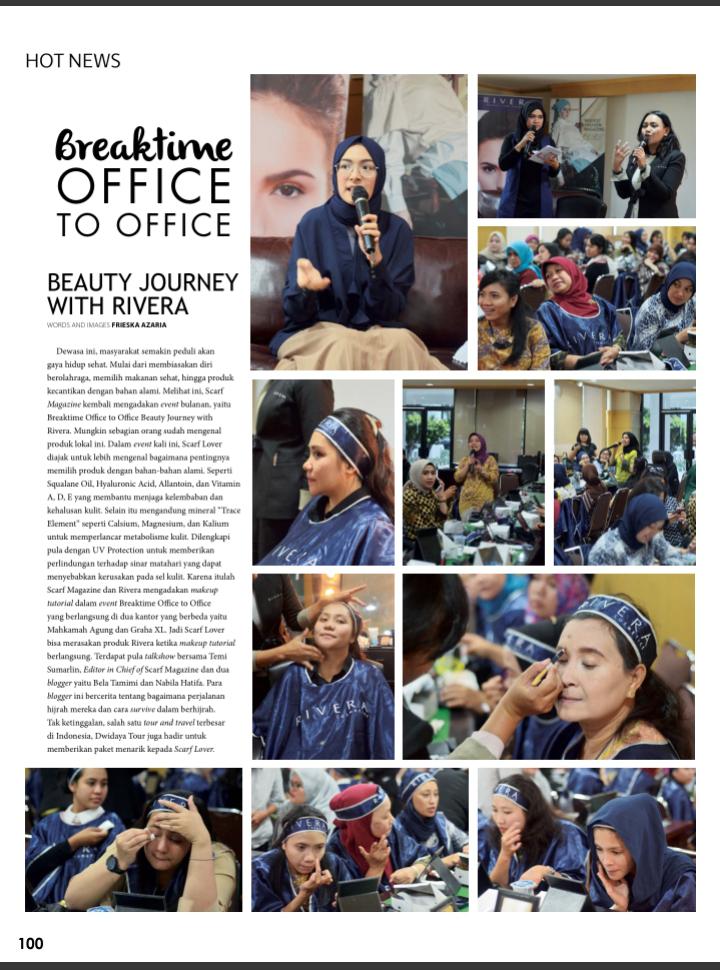 HOT NEWS
Breaktime
OFFICE
TO OFFICE
BEAUTY JOURNEY
WITH RIVERA
WORDS AND IMAGES FRIESKA AZARIA
Dewasa ini, masyarakat semakin peduli akan
gaya hidup sehat. Mulai dari membiasakan diri
berolahraga, memilih makanan sehat, hingga produk
kecantikan dengan bahan alami. Melihat ini, Scarf
Magazine kembali mengadakan event bulanan, yaitu
Breaktime Office to Office Beauty Journey with
Rivera. Mungkin sebagian orang sudah mengenal
produk lokal ini. Dalam event kali ini, Scarf Lover
diajak untuk lebih mengenal bagaimana pentingnya
memilih produk dengan bahan-bahan alami. Seperti
Squalane Oil, Hyaluronic Acid, Allantoin, dan Vitamin
A, D, E yang membantu menjaga kelembaban dan
kehalusan kulit. Selain itu mengandung mineral "Trace
Element" seperti Calsium, Magnesium, dan Kalium
untuk memperlancar metabolisme kulit. Dilengkapi
pula dengan UV Protection untuk memberikan
perlindungan terhadap sinar matahari yang dapat
menyebabkan kerusakan pada sel kulit. Karena itulah
Scarf Magazine dan Rivera mengadakan makeup
tutorial dalam event Breaktime Office to Office
yang berlangsung di dua kantor yang berbeda yaitu
Mahkamah Agung dan Graha XL. Jadi Scarf Lover
bisa merasakan produk Rivera ketika makeup tutorial
berlangsung. Terdapat pula talkshow bersama Temi
Sumarlin, Editor in Chief of Scarf Magazine dan dua
blogger yaitu Bela Tamimi dan Nabila Hatifa. Para
blogger ini bercerita tentang bagaimana perjalanan
hijrah mereka dan cara survive dalam berhijrah.
Tak ketinggalan, salah satu tour and travel terbesar
di Indonesia, Dwidaya Tour juga hadir untuk
memberikan paket menarik kepada Scarf Lover.
RIVER
RIVERA
IVERA
RIVERA
RIVERA
VERA
ERA
100